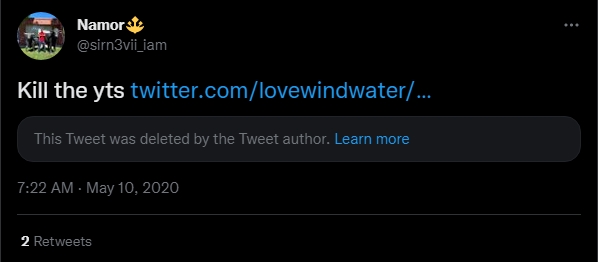 Namor🔱
@sirn3vii_iam
Kill the yts twitter.com/lovewindwater/...
This Tweet was deleted by the Tweet author. Learn more
7:22 AM · May 10, 2020
2 Retweets